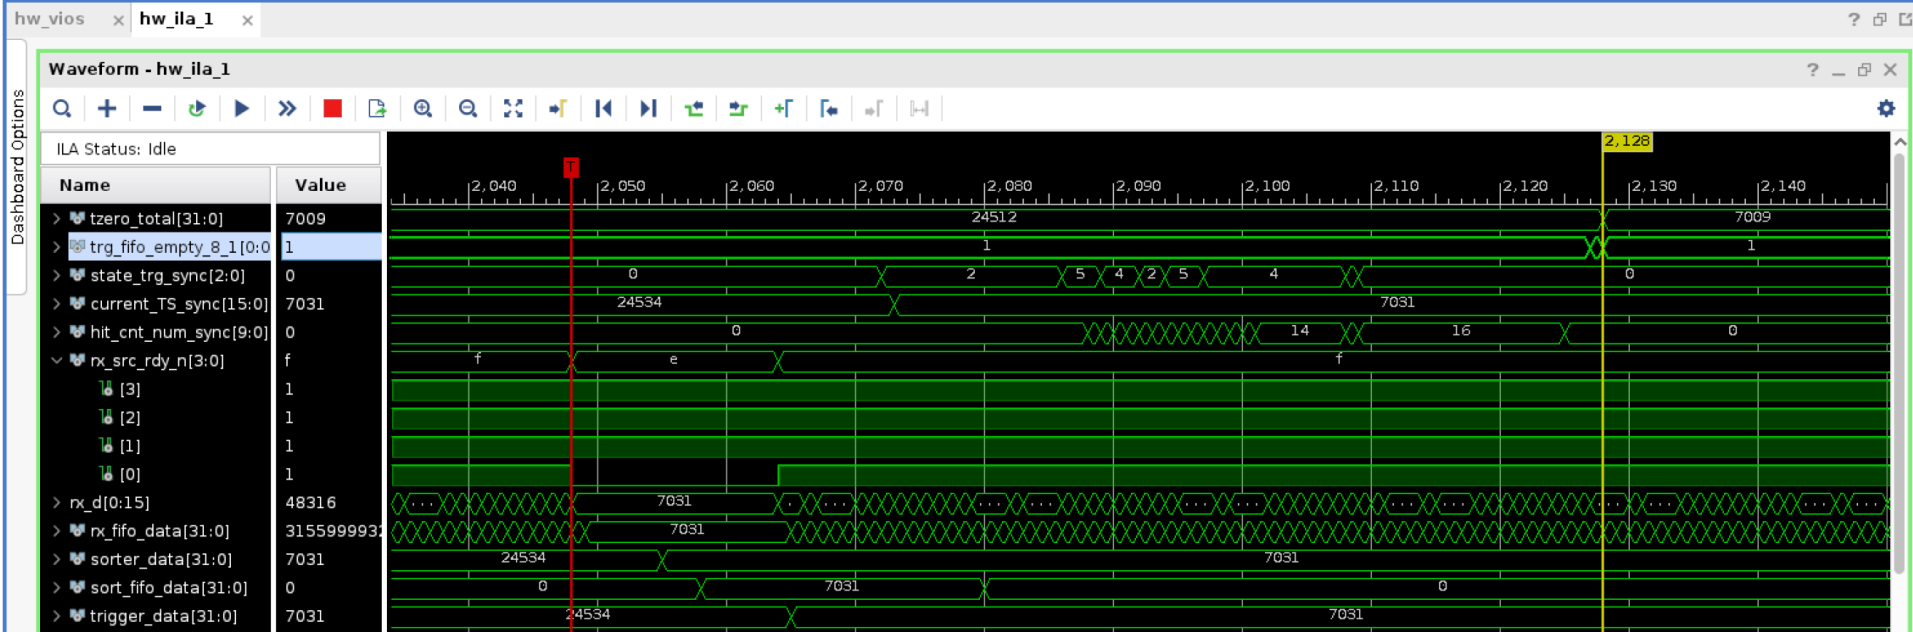 hw_vios × hw_ila_1 × ?
Dashboard Options
Waveform - hw_ila_1 ?
ILA Status: Idle
2,128
T
Name Value
2,040 2,050 2,060 2,070 2,080 2,090 2,100 2,110 2,120 2,130 2,140
tzero_total[31:0] 7009 24512 7009
trg_fifo_empty_8_1[0:0 1 1 1
state_trg_sync[2:0] 0 0 2 5 4 2 5 4 0
current_TS_sync[15:0] 7031 24534 7031
hit_cnt_num_sync[9:0] 0 0 14 16 0
rx_src_rdy_n[3:0] f f e f
[3] 1
[2] 1
[1] 1
[0] 1
rx_d[0:15] 48316 ... 7031 . ... ... ... ... ... ... ... ... ... ... ...
rx_fifo_data[31:0] 3155999932 7031
sorter_data[31:0] 7031 24534 7031
sort_fifo_data[31:0] 0 0 7031 0
trigger_data[31:0] 7031 24534 7031